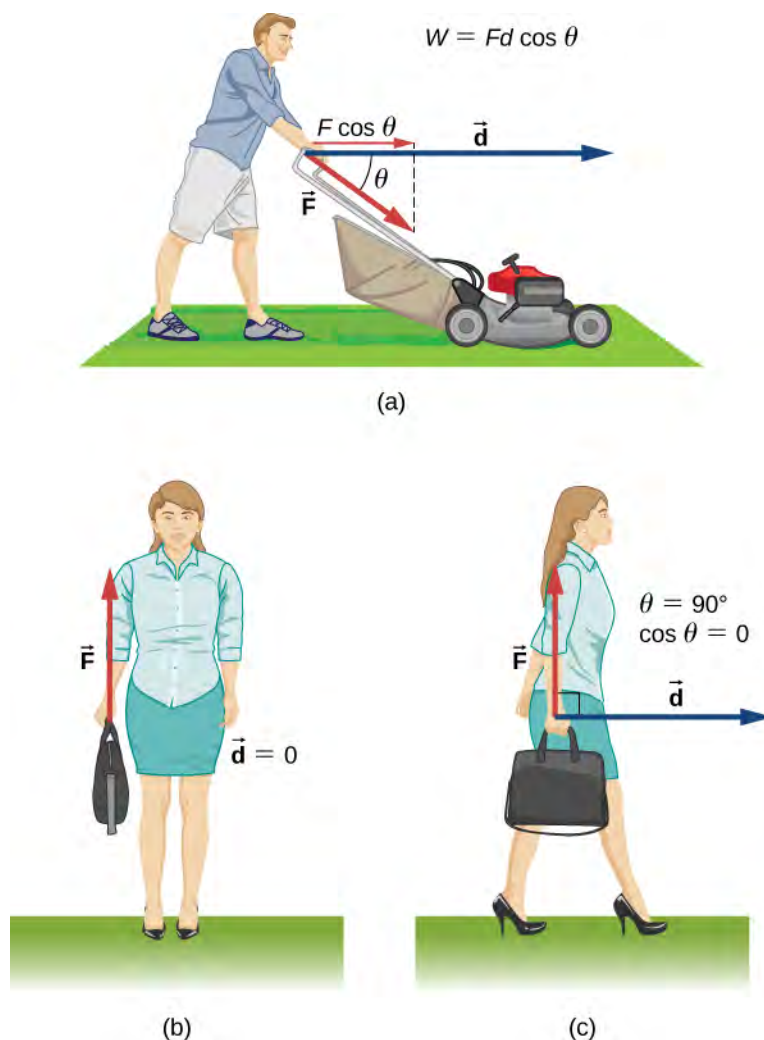 W = Fd cos θ
F cos θ
d⃗
θ
F⃗
(a)
F⃗
d⃗ = 0
(b)
θ = 90°
cos θ = 0
F⃗
d⃗
(c)